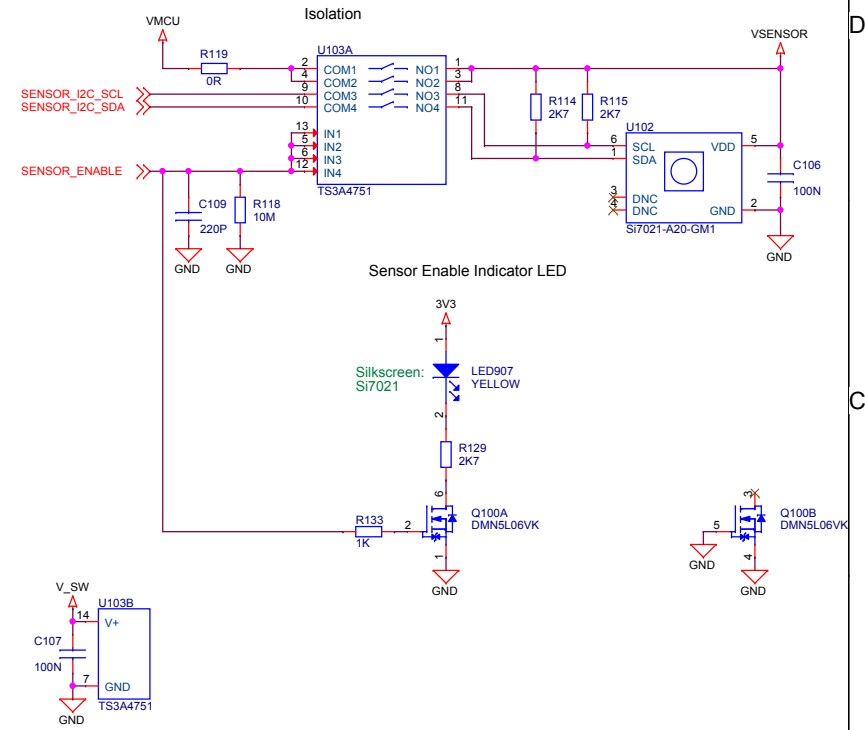 Isolation
D
VMCU
VSENSOR
R119
0R
U103A
2 COM1 NO1 1
4 COM2 NO2 3
9 COM3 NO3 8
10 COM4 NO4 11
SENSOR_I2C_SCL
SENSOR_I2C_SDA
13 IN1
5 IN2
6 IN3
12 IN4
TS3A4751
SENSOR_ENABLE
R114
2K7
R115
2K7
U102
6 SCL VDD 5
1 SDA
3 DNC
4 DNC GND 2
Si7021-A20-GM1
C106
100N
GND
C109
220P
R118
10M
GND
GND
Sensor Enable Indicator LED
3V3
1
Silkscreen:
Si7021
LED907
YELLOW
C
2
R129
2K7
6
R133
1K
2
Q100A
DMN5L06VK
1
GND
3
5
Q100B
DMN5L06VK
GND
4
GND
V_SW
U103B
14 V+
C107
100N
7 GND
TS3A4751
GND